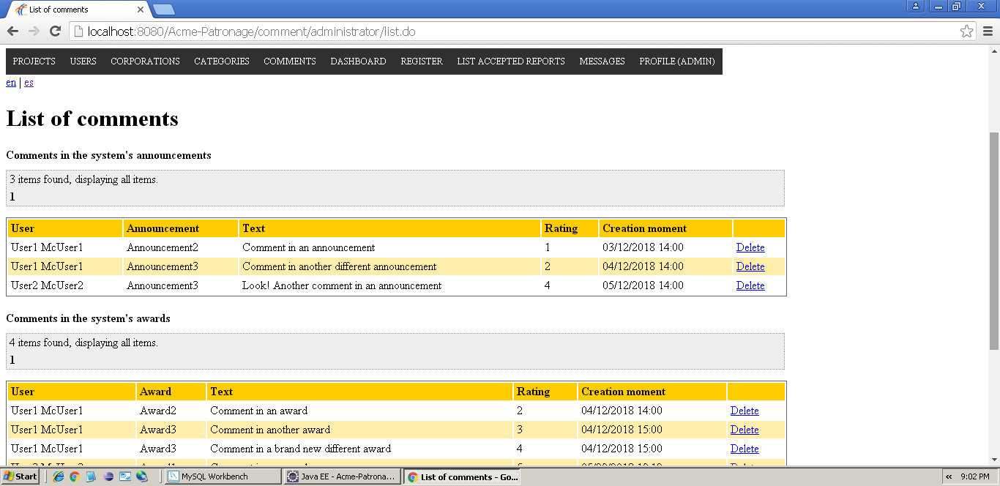 List of comments
localhost:8080/Acme-Patronage/comment/administrator/list.do
PROJECTS USERS CORPORATIONS CATEGORIES COMMENTS DASHBOARD REGISTER LIST ACCEPTED REPORTS MESSAGES PROFILE (ADMIN)
en | es
List of comments
Comments in the system's announcements
3 items found, displaying all items.
1
User Announcement Text Rating Creation moment
User1 McUser1 Announcement2 Comment in an announcement 1 03/12/2018 14:00 Delete
User1 McUser1 Announcement3 Comment in another different announcement 2 04/12/2018 14:00 Delete
User2 McUser2 Announcement3 Look! Another comment in an announcement 4 05/12/2018 14:00 Delete
Comments in the system's awards
4 items found, displaying all items.
1
User Award Text Rating Creation moment
User1 McUser1 Award2 Comment in an award 2 04/12/2018 14:00 Delete
User1 McUser1 Award3 Comment in another award 3 04/12/2018 15:00 Delete
User1 McUser1 Award3 Comment in a brand new different award 4 04/12/2018 15:00 Delete
Start MySQL Workbench Java EE - Acme-Patrona... List of comments - Go... « 9:02 PM